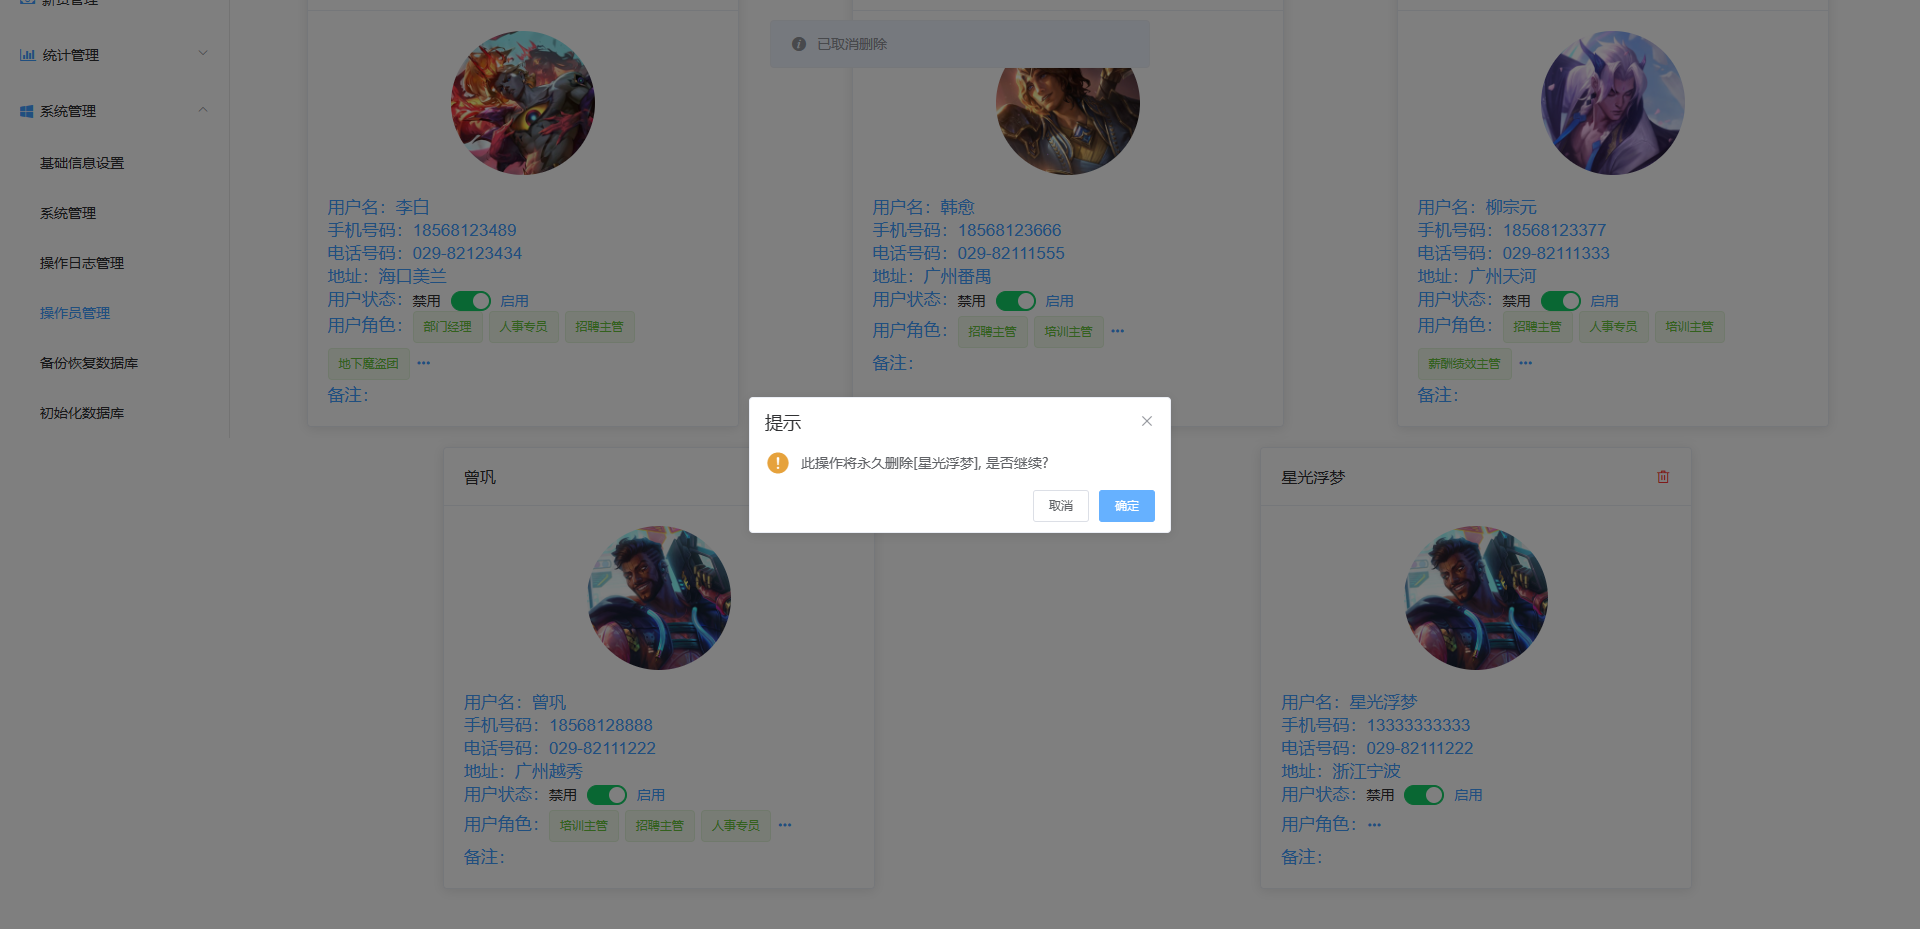 薪资管理
统计管理
系统管理
基础信息设置
系统管理
操作日志管理
操作员管理
备份恢复数据库
初始化数据库
已取消删除
用户名：李白
手机号码：18568123489
电话号码：029-82123434
地址：海口美兰
用户状态：禁用 启用
用户角色：部门经理 人事专员 招聘主管
地下魔盗团
备注：
用户名：韩愈
手机号码：18568123666
电话号码：029-82111555
地址：广州番禺
用户状态：禁用 启用
用户角色：招聘主管 培训主管
备注：
用户名：柳宗元
手机号码：18568123377
电话号码：029-82111333
地址：广州天河
用户状态：禁用 启用
用户角色：招聘主管 人事专员 培训主管
薪酬绩效主管
备注：
提示
此操作将永久删除[星光浮梦], 是否继续?
取消 确定
曾巩
用户名：曾巩
手机号码：18568128888
电话号码：029-82111222
地址：广州越秀
用户状态：禁用 启用
用户角色：培训主管 招聘主管 人事专员
备注：
星光浮梦
用户名：星光浮梦
手机号码：13333333333
电话号码：029-82111222
地址：浙江宁波
用户状态：禁用 启用
用户角色：
备注：